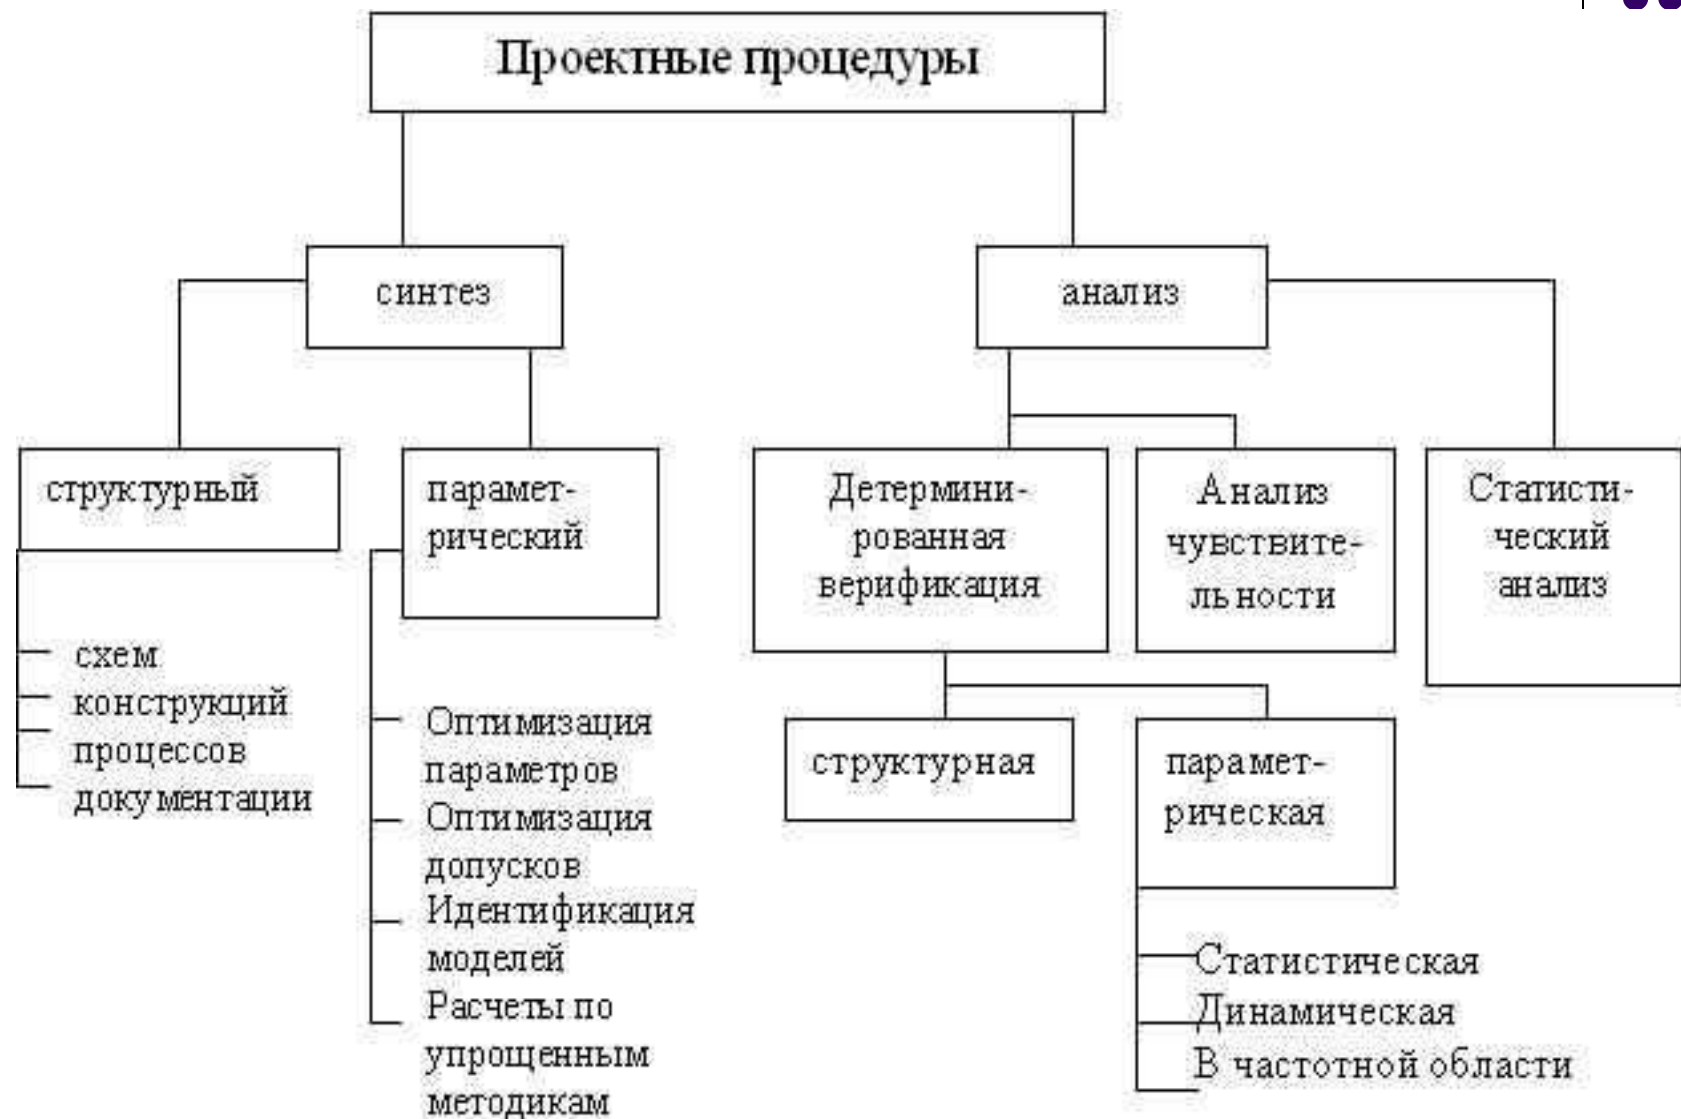 Проектные процедуры
синтез
анализ
структурный
парамет-
рический
Детермини-
рованная
верификация
Анализ
чувствите-
льности
Статисти-
ческий
анализ
схем
конструкций
процессов
документации
Оптимизация
параметров
Оптимизация
допусков
Идентификация
моделей
Расчеты по
упрощенным
методикам
структурная
парамет-
рическая
Статистическая
Динамическая
В частотной области